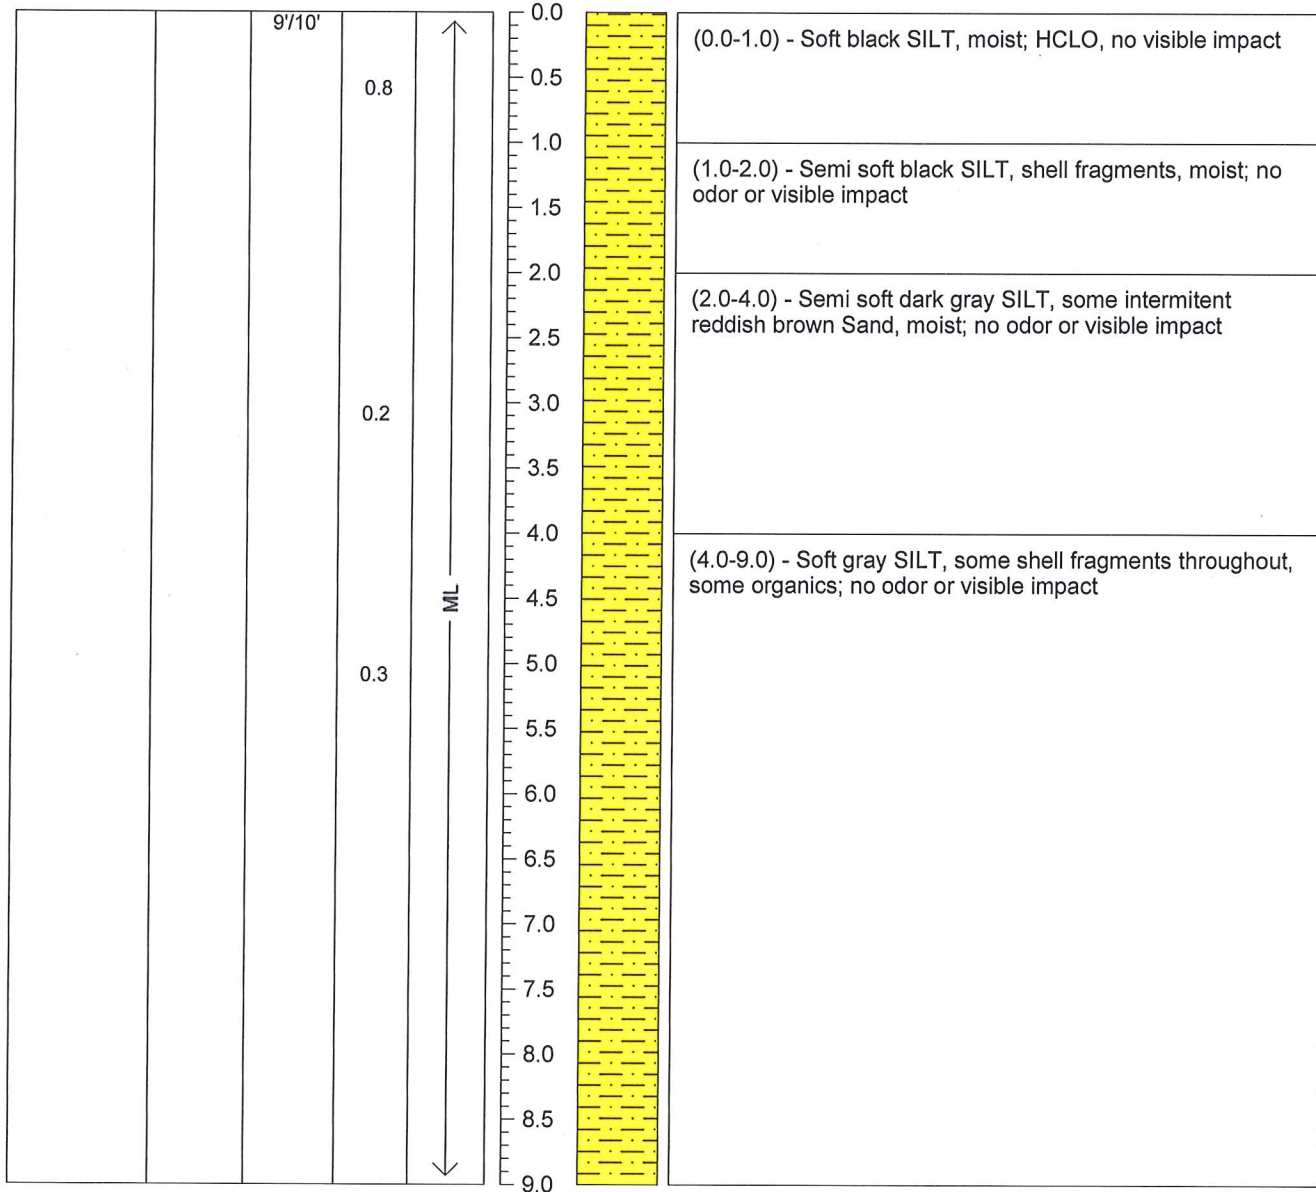 9'/10'
0.8
0.2
0.3
ML
0.0
0.5
1.0
1.5
2.0
2.5
3.0
3.5
4.0
4.5
5.0
5.5
6.0
6.5
7.0
7.5
8.0
8.5
9.0
(0.0-1.0) - Soft black SILT, moist; HCLO, no visible impact
(1.0-2.0) - Semi soft black SILT, shell fragments, moist; no
odor or visible impact
(2.0-4.0) - Semi soft dark gray SILT, some intermitent
reddish brown Sand, moist; no odor or visible impact
(4.0-9.0) - Soft gray SILT, some shell fragments throughout,
some organics; no odor or visible impact